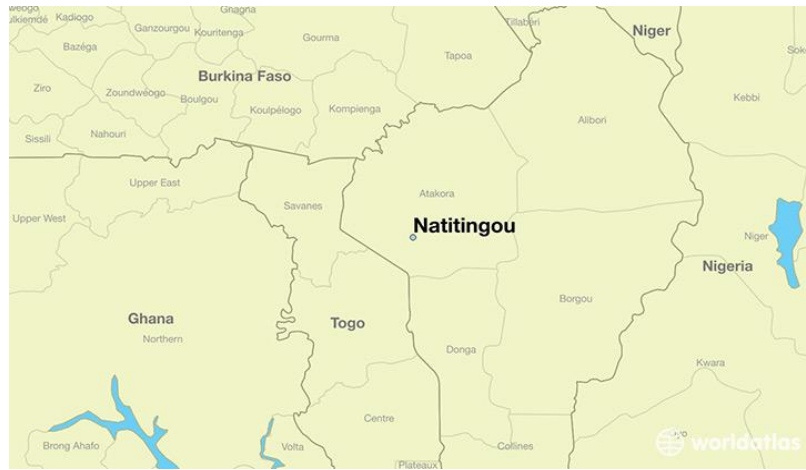 Gnagna
Tillabéri
Kadiogo
Ganzourgou
Kouritenga
Gourma
Niger
Bazéga
Tapoa
Burkina Faso
Ziro
Zoundwéogo
Boulgou
Koulpélogo
Kompienga
Kebbi
Alibori
Sissili
Nahouri
Upper East
Atakora
Savanes
Upper West
Natitingou
Niger
Nigeria
Borgou
Ghana
Togo
Northern
Donga
Kwara
Centre
Brong Ahafo
Volta
Collines
worldatlas
Plateaux